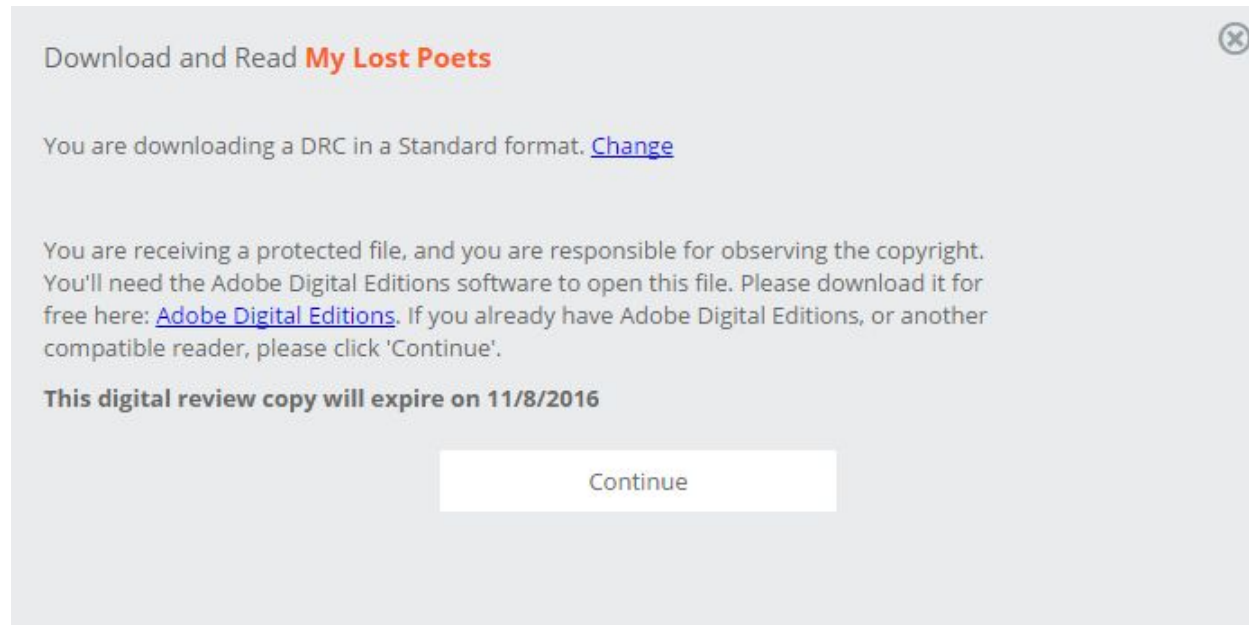 Download and Read My Lost Poets
You are downloading a DRC in a Standard format. Change
You are receiving a protected file, and you are responsible for observing the copyright.
You'll need the Adobe Digital Editions software to open this file. Please download it for
free here: Adobe Digital Editions. If you already have Adobe Digital Editions, or another
compatible reader, please click 'Continue'.
This digital review copy will expire on 11/8/2016
Continue